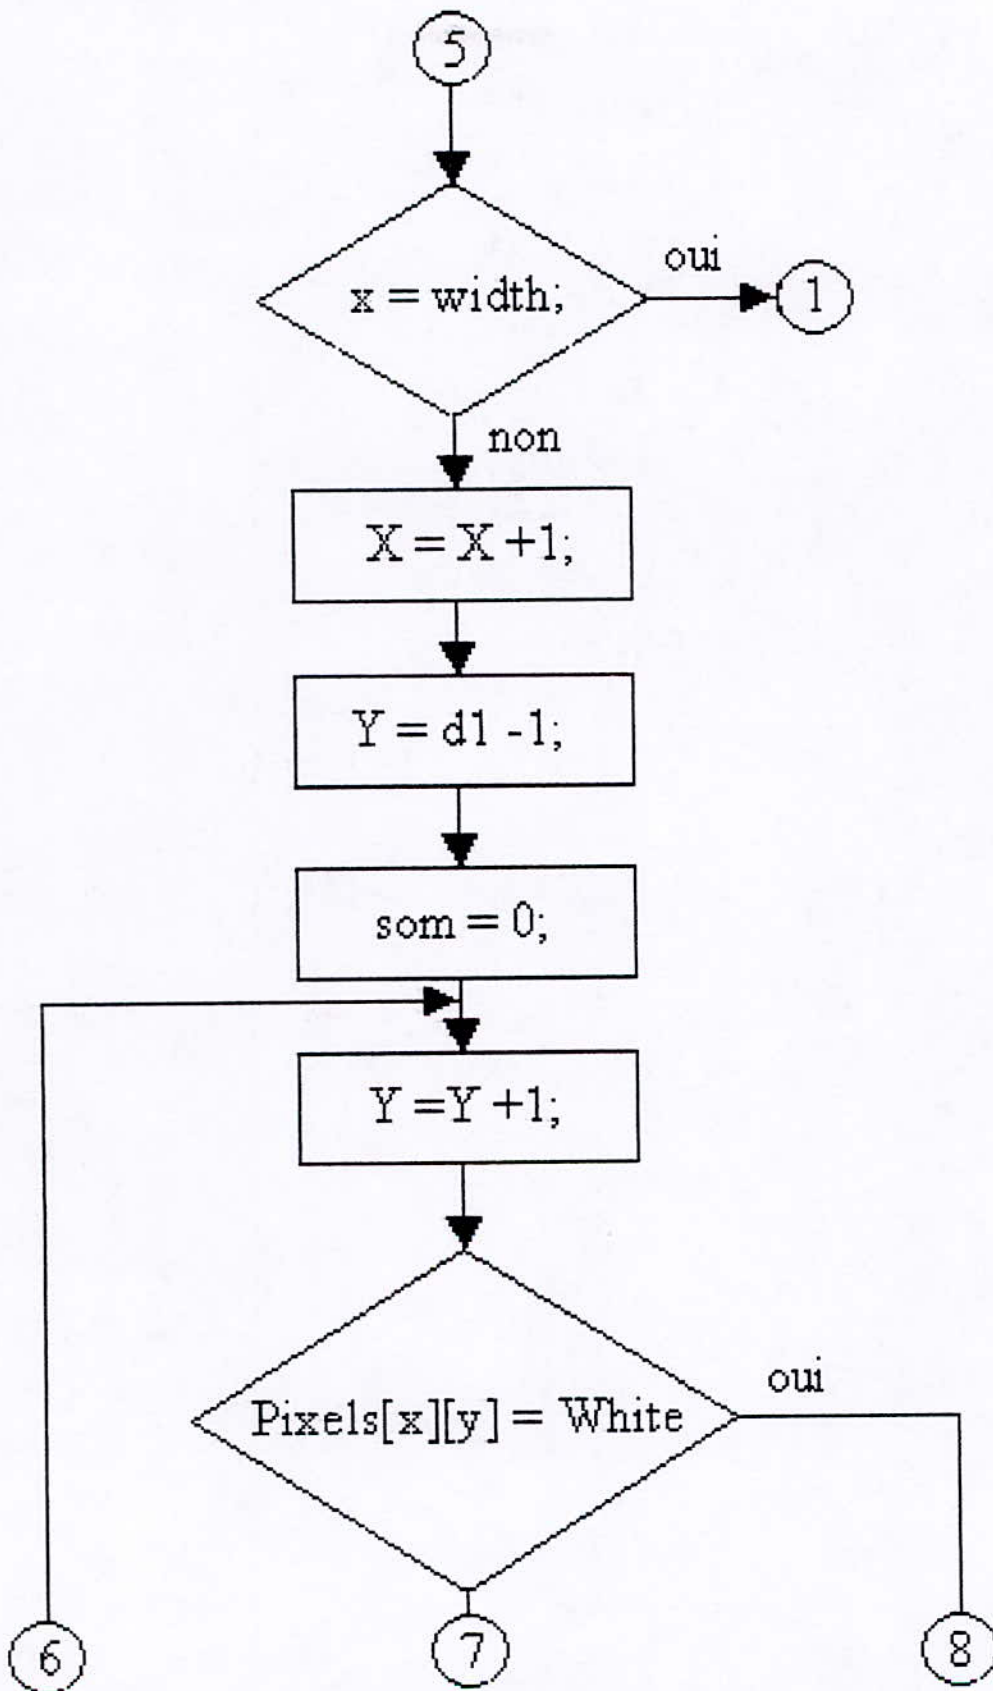 5
x = width;
oui
1
non
X = X +1;
Y = d1 -1;
som = 0;
Y =Y +1;
Pixels[x][y] = White
oui
6
7
8